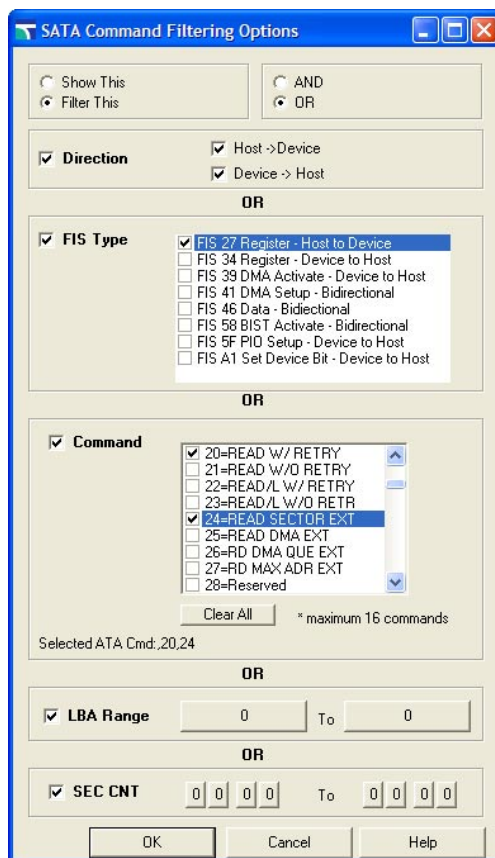 SATA Command Filtering Options
Show This
Filter This
AND
OR
Direction
Host ->Device
Device -> Host
OR
FIS Type
FIS 27 Register - Host to Device
FIS 34 Register - Device to Host
FIS 39 DMA Activate - Device to Host
FIS 41 DMA Setup - Bidirectional
FIS 46 Data - Bidiectional
FIS 58 BIST Activate - Bidirectional
FIS 5F PIO Setup - Device to Host
FIS A1 Set Device Bit - Device to Host
OR
Command
20=READ W/ RETRY
21=READ W/O RETRY
22=READ/L W/ RETRY
23=READ/L W/O RETR
24=READ SECTOR EXT
25=READ DMA EXT
26=RD DMA QUE EXT
27=RD MAX ADR EXT
28=Reserved
Clear All * maximum 16 commands
Selected ATA Cmd:,20,24
OR
LBA Range 0 To 0
OR
SEC CNT 0 0 0 0 To 0 0 0 0
OK Cancel Help